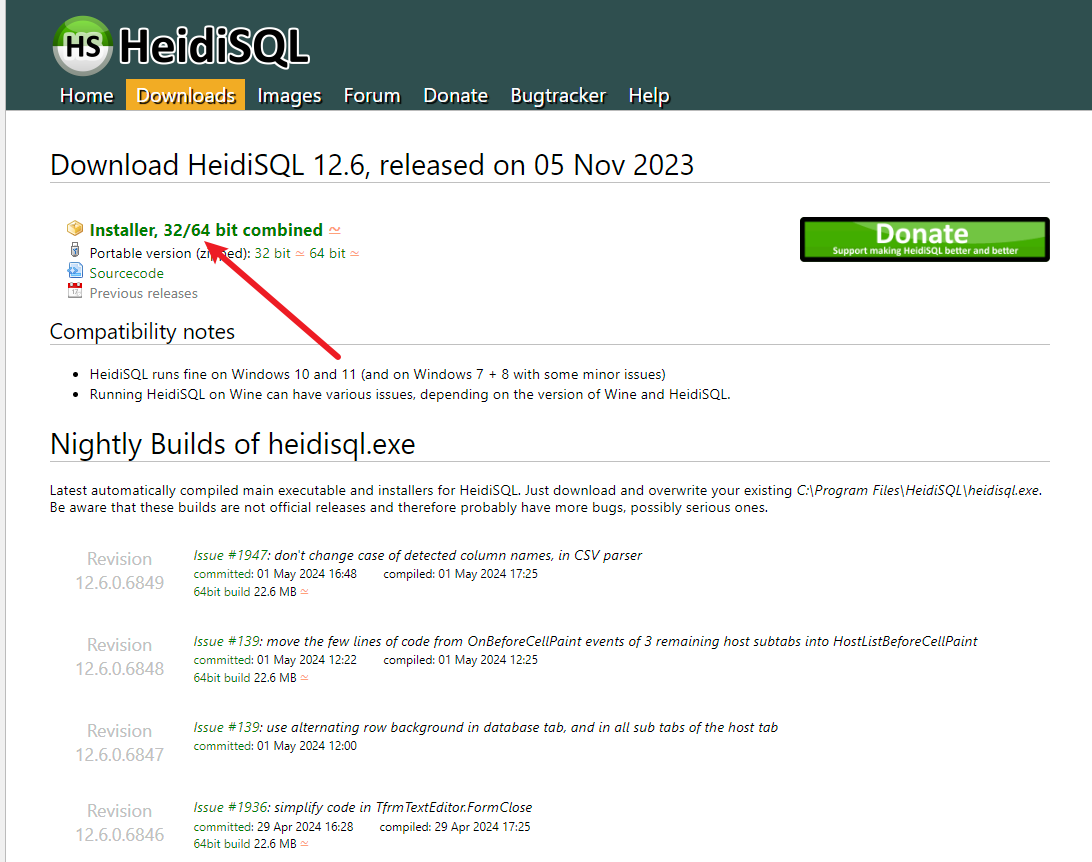 HS HeidiSQL
Home Downloads Images Forum Donate Bugtracker Help
Download HeidiSQL 12.6, released on 05 Nov 2023
Installer, 32/64 bit combined
Donate
Support making HeidiSQL better and better
Portable version (zipped): 32 bit 64 bit
Sourcecode
Previous releases
Compatibility notes
• HeidiSQL runs fine on Windows 10 and 11 (and on Windows 7 + 8 with some minor issues)
• Running HeidiSQL on Wine can have various issues, depending on the version of Wine and HeidiSQL.
Nightly Builds of heidisql.exe
Latest automatically compiled main executable and installers for HeidiSQL. Just download and overwrite your existing C:\Program Files\HeidiSQL\heidisql.exe.
Be aware that these builds are not official releases and therefore probably have more bugs, possibly serious ones.
Revision
12.6.0.6849
Issue #1947: don't change case of detected column names, in CSV parser
committed: 01 May 2024 16:48 compiled: 01 May 2024 17:25
64bit build 22.6 MB
Revision
12.6.0.6848
Issue #139: move the few lines of code from OnBeforeCellPaint events of 3 remaining host subtabs into HostListBeforeCellPaint
committed: 01 May 2024 12:22 compiled: 01 May 2024 12:25
64bit build 22.6 MB
Revision
12.6.0.6847
Issue #139: use alternating row background in database tab, and in all sub tabs of the host tab
committed: 01 May 2024 12:00
Revision
12.6.0.6846
Issue #1936: simplify code in TfrmTextEditor.FormClose
committed: 29 Apr 2024 16:28 compiled: 29 Apr 2024 17:25
64bit build 22.6 MB